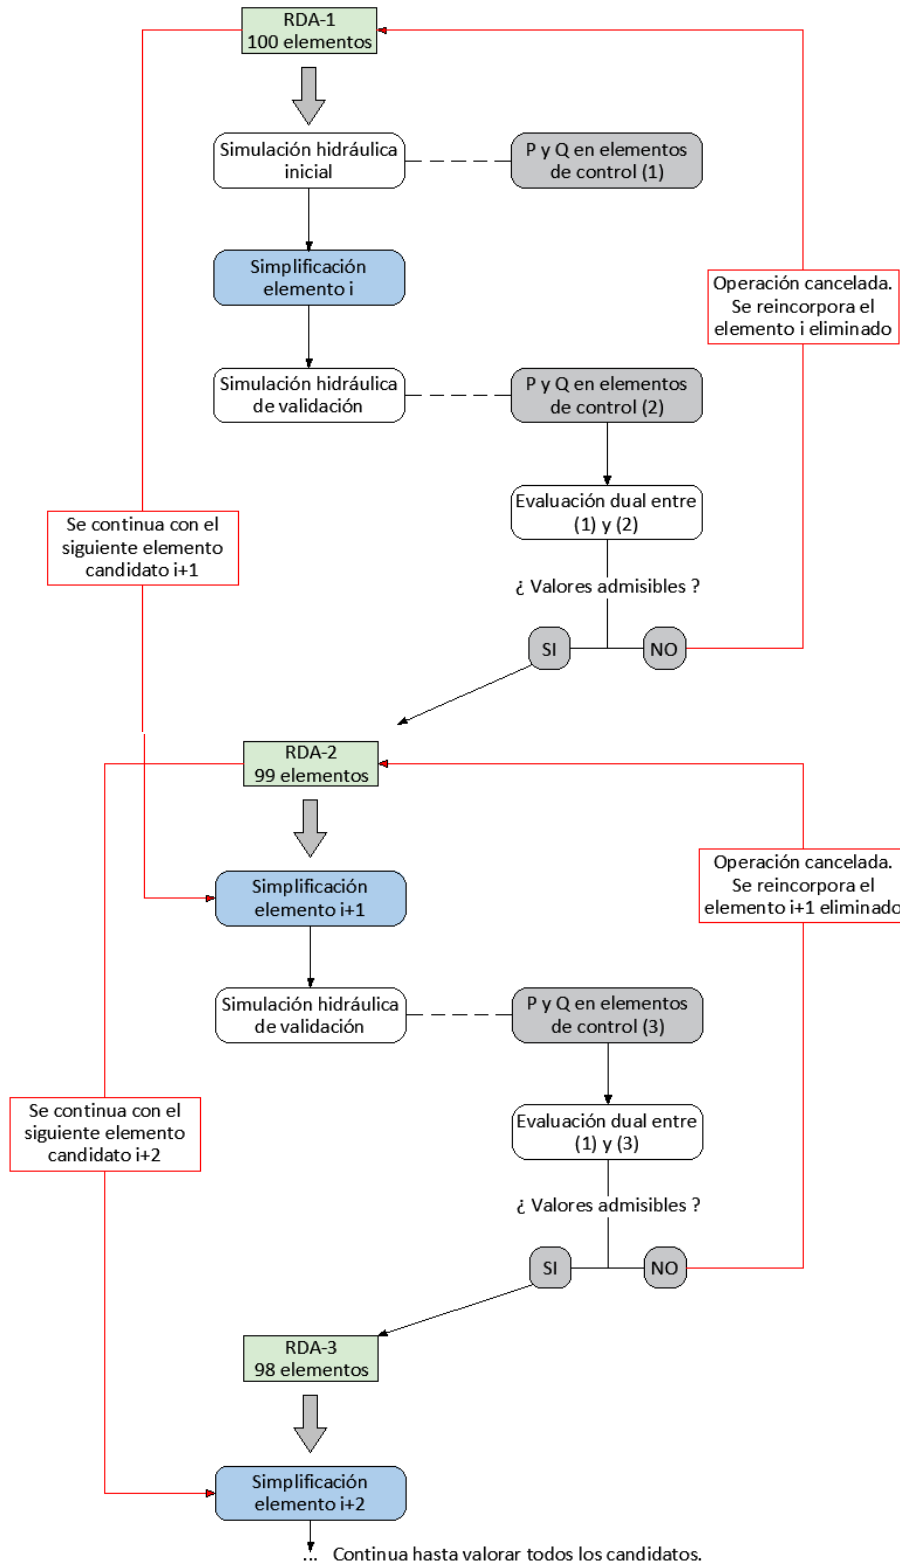 RDA-1
100 elementos
Simulación hidráulica
inicial
P y Q en elementos
de control (1)
Simplificación
elemento i
Operación cancelada.
Se reincorpora el
elemento i eliminado
Simulación hidráulica
de validación
P y Q en elementos
de control (2)
Evaluación dual entre
(1) y (2)
Se continua con el
siguiente elemento
candidato i+1
¿ Valores admisibles ?
SI
NO
RDA-2
99 elementos
Simplificación
elemento i+1
Operación cancelada.
Se reincorpora el
elemento i+1 eliminado
Simulación hidráulica
de validación
P y Q en elementos
de control (3)
Evaluación dual entre
(1) y (3)
Se continua con el
siguiente elemento
candidato i+2
¿ Valores admisibles ?
SI
NO
RDA-3
98 elementos
Simplificación
elemento i+2
... Continua hasta valorar todos los candidatos.